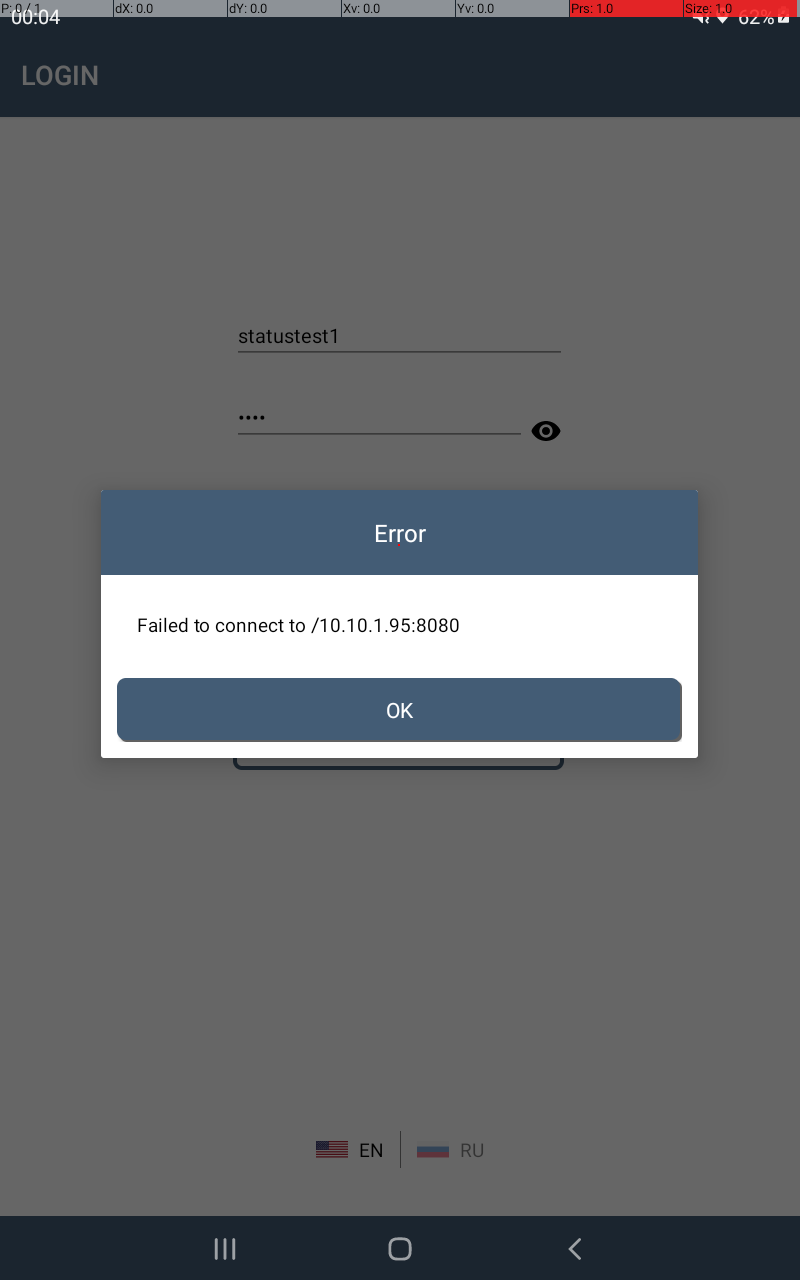 P: 0 / 1 dX: 0.0 dY: 0.0 Xv: 0.0 Yv: 0.0 Prs: 1.0 Size: 1.0
00:04 62%
LOGIN
statustest1
••••
Error
Failed to connect to /10.10.1.95:8080
OK
EN RU